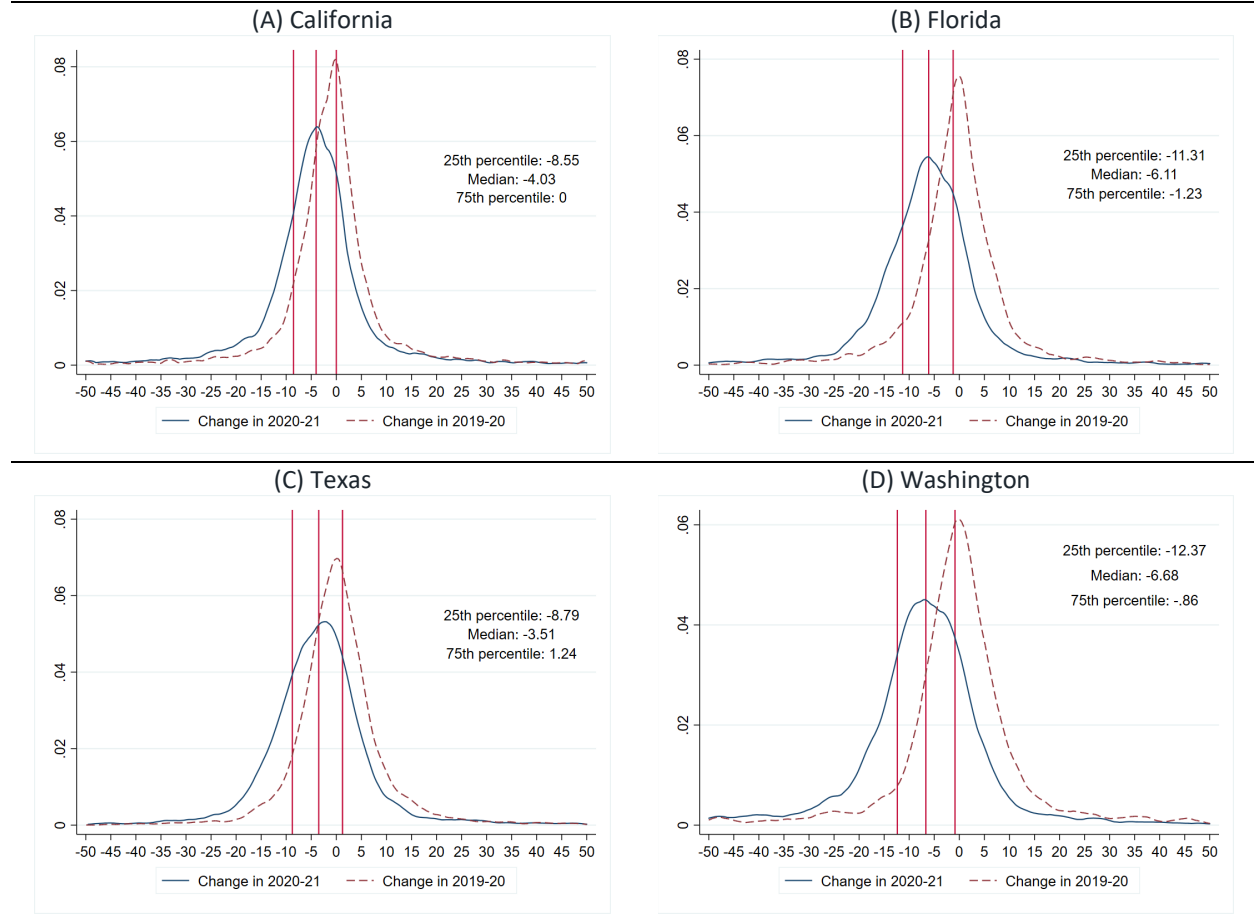 (A) California
.08
.06
.04
.02
0
25th percentile: -8.55
Median: -4.03
75th percentile: 0
-50 -45 -40 -35 -30 -25 -20 -15 -10 -5 0 5 10 15 20 25 30 35 40 45 50
Change in 2020-21 Change in 2019-20
(B) Florida
.08
.06
.04
.02
0
25th percentile: -11.31
Median: -6.11
75th percentile: -1.23
-50 -45 -40 -35 -30 -25 -20 -15 -10 -5 0 5 10 15 20 25 30 35 40 45 50
Change in 2020-21 Change in 2019-20
(C) Texas
.08
.06
.04
.02
0
25th percentile: -8.79
Median: -3.51
75th percentile: 1.24
-50 -45 -40 -35 -30 -25 -20 -15 -10 -5 0 5 10 15 20 25 30 35 40 45 50
Change in 2020-21 Change in 2019-20
(D) Washington
.06
.04
.02
0
25th percentile: -12.37
Median: -6.68
75th percentile: -.86
-50 -45 -40 -35 -30 -25 -20 -15 -10 -5 0 5 10 15 20 25 30 35 40 45 50
Change in 2020-21 Change in 2019-20